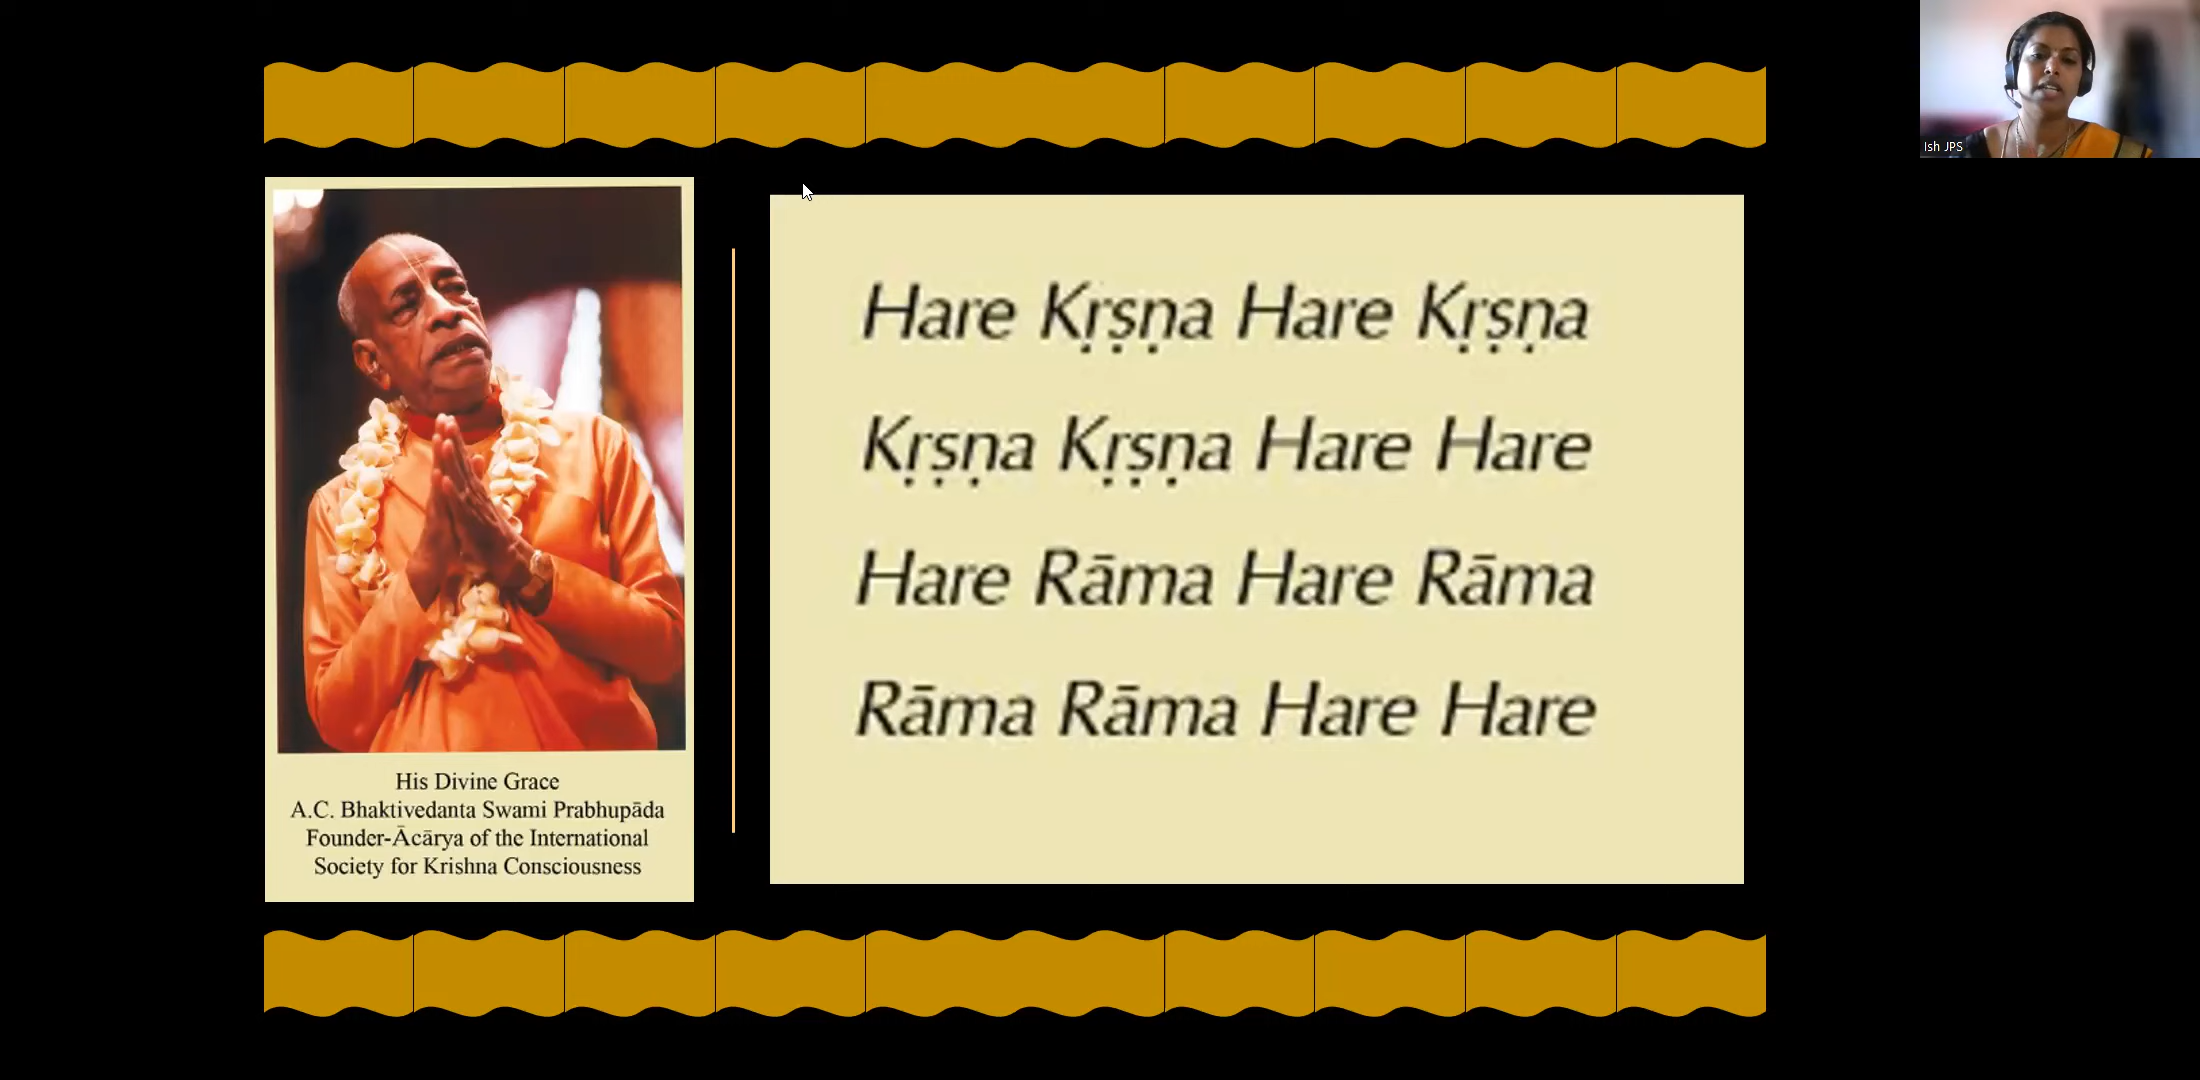 Ish JPS
Hare Kṛṣṇa Hare Kṛṣṇa
Kṛṣṇa Kṛṣṇa Hare Hare
Hare Rāma Hare Rāma
Rāma Rāma Hare Hare
His Divine Grace
A.C. Bhaktivedanta Swami Prabhupāda
Founder-Ācārya of the International
Society for Krishna Consciousness